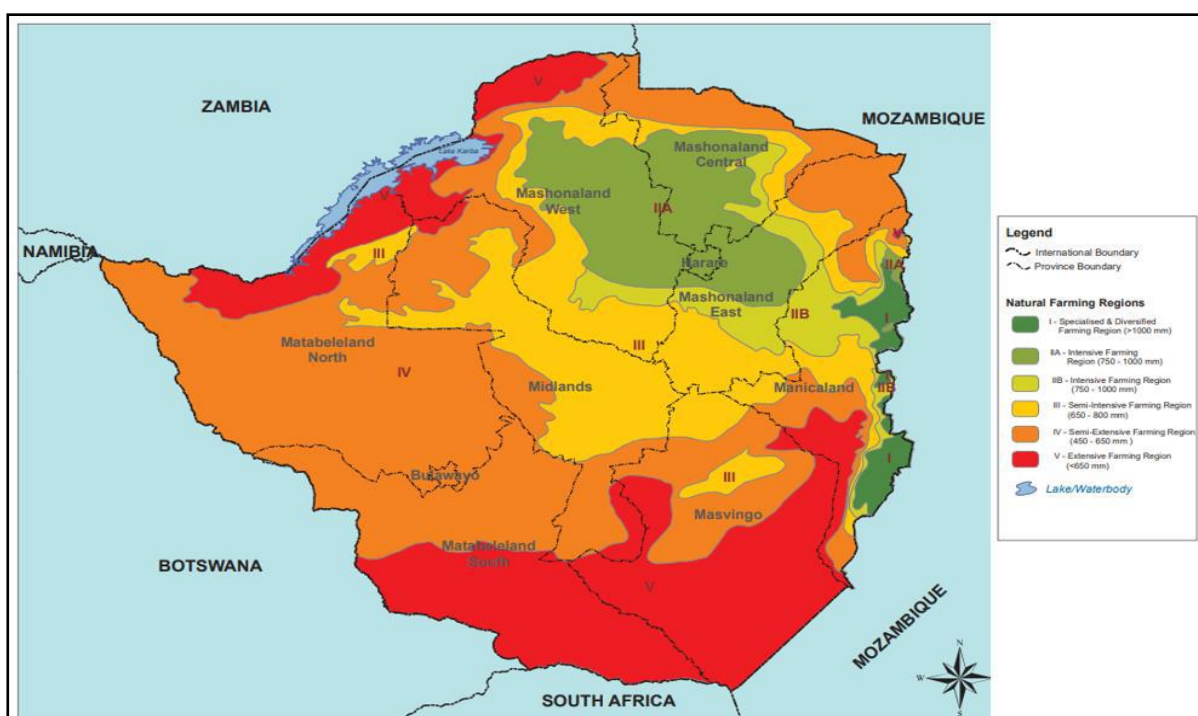 ZAMBIA
MOZAMBIQUE
V
Lake Kariba
Mashonaland
Central
Mashonaland
West
IIA
V
NAMIBIA
III
IIA
Harare
Mashonaland
East
IIB
I
Matabeleland
North
III
IV
Midlands
Manicaland
IIB
I
Bulawayo
III
Masvingo
Matabeleland
South
BOTSWANA
V
MOZAMBIQUE
SOUTH AFRICA
N
W
S
Legend
International Boundary
Province Boundary
Natural Farming Regions
I - Specialised & Diversified
Farming Region (>1000 mm)
IIA - Intensive Farming
Region (750 - 1000 mm)
IIB - Intensive Farming Region
(750 - 1000 mm)
III - Semi-Intensive Farming Region
(650 - 800 mm)
IV - Semi-Extensive Farming Region
(450 - 650 mm )
V - Extensive Farming Region
(<650 mm)
Lake/Waterbody